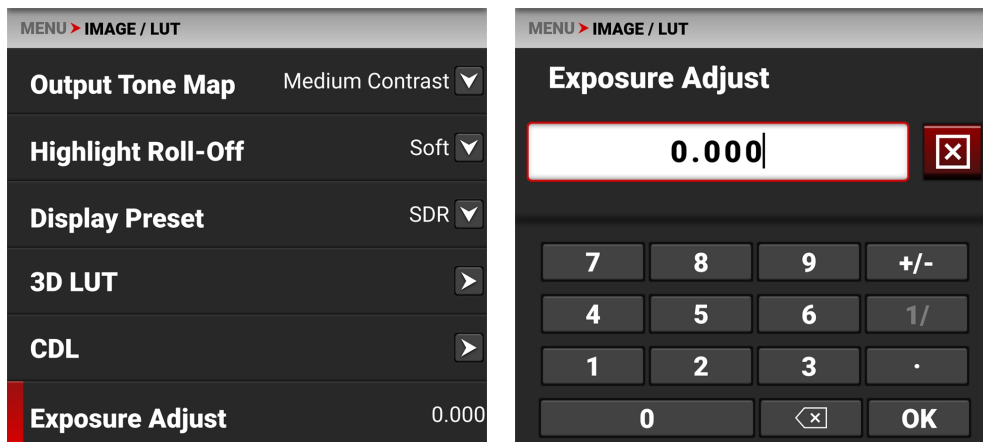 MENU > IMAGE / LUT
Output Tone Map Medium Contrast
Highlight Roll-Off Soft
Display Preset SDR
3D LUT
CDL
Exposure Adjust 0.000
MENU > IMAGE / LUT
Exposure Adjust
0.000
7 8 9 +/-
4 5 6 1/
1 2 3 .
0 OK